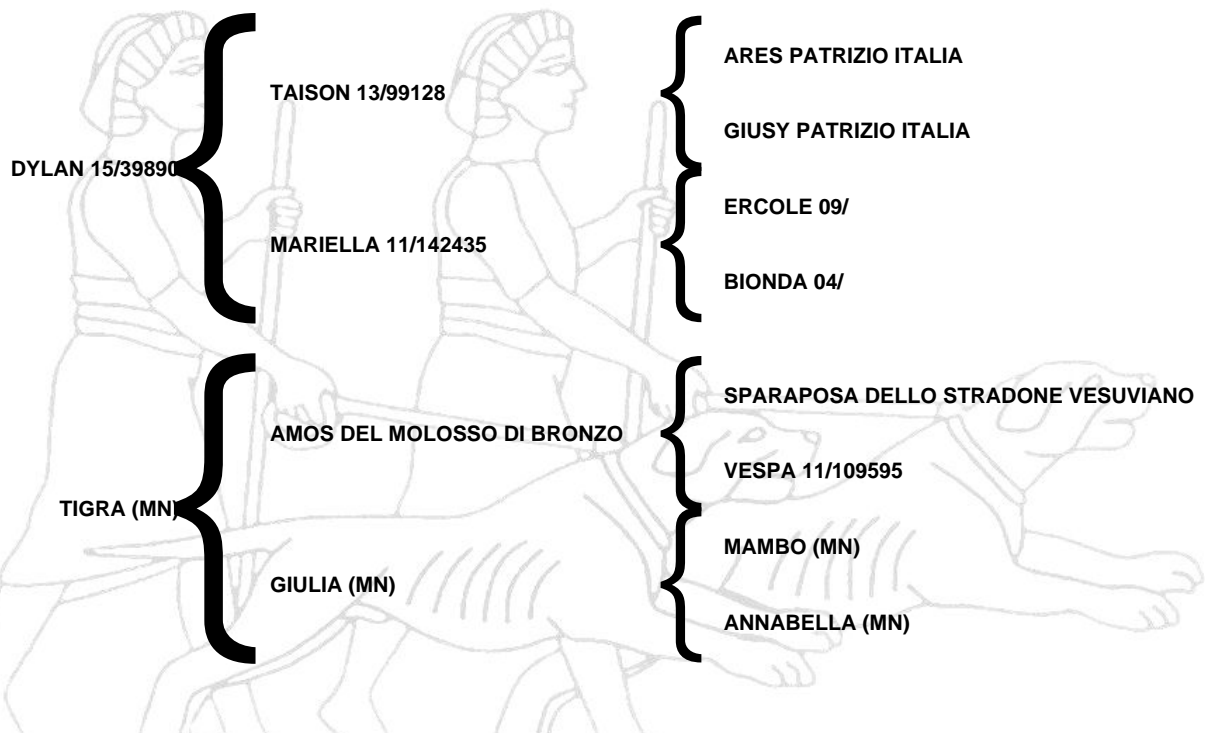 ARES PATRIZIO ITALIA
TAISON 13/99128
GIUSY PATRIZIO ITALIA
DYLAN 15/39890
ERCOLE 09/
MARIELLA 11/142435
BIONDA 04/
SPARAPOSA DELLO STRADONE VESUVIANO
AMOS DEL MOLOSSO DI BRONZO
VESPA 11/109595
TIGRA (MN)
MAMBO (MN)
GIULIA (MN)
ANNABELLA (MN)